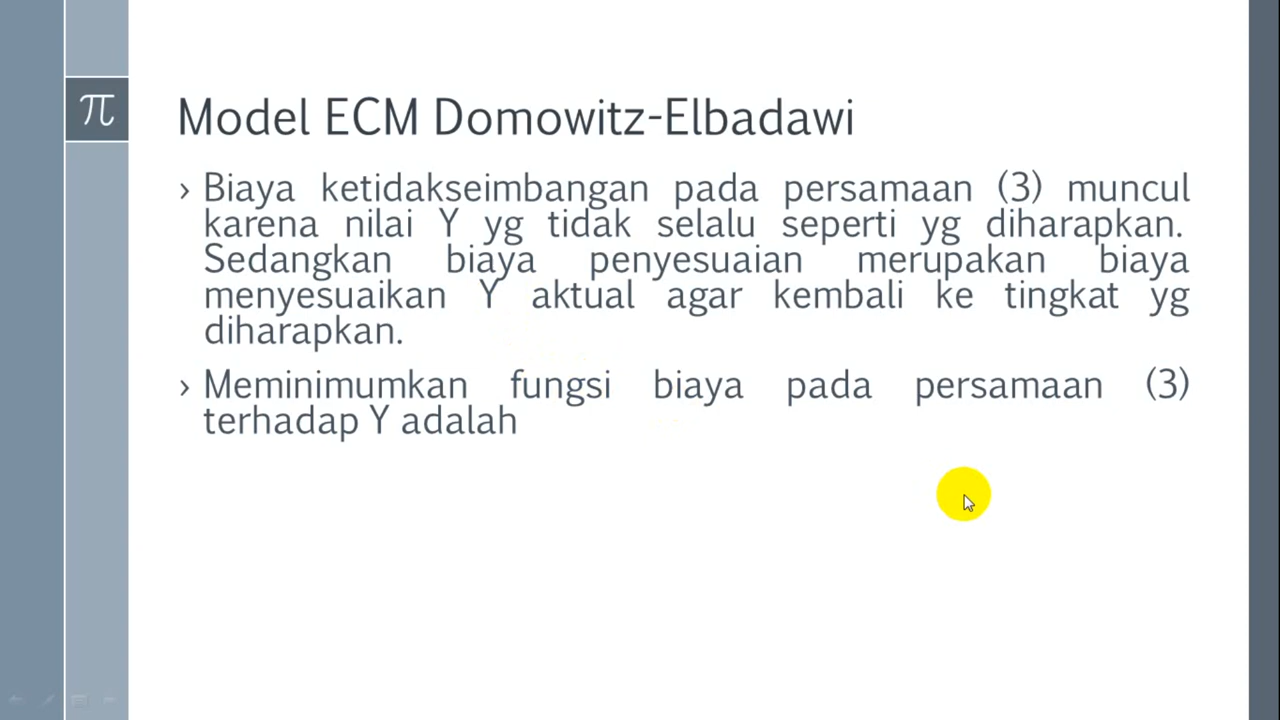 π
Model ECM Domowitz-Elbadawi
› Biaya ketidakseimbangan pada persamaan (3) muncul
karena nilai Y yg tidak selalu seperti yg diharapkan.
Sedangkan biaya penyesuaian merupakan biaya
menyesuaikan Y aktual agar kembali ke tingkat yg
diharapkan.
› Meminimumkan fungsi biaya pada persamaan (3)
terhadap Y adalah